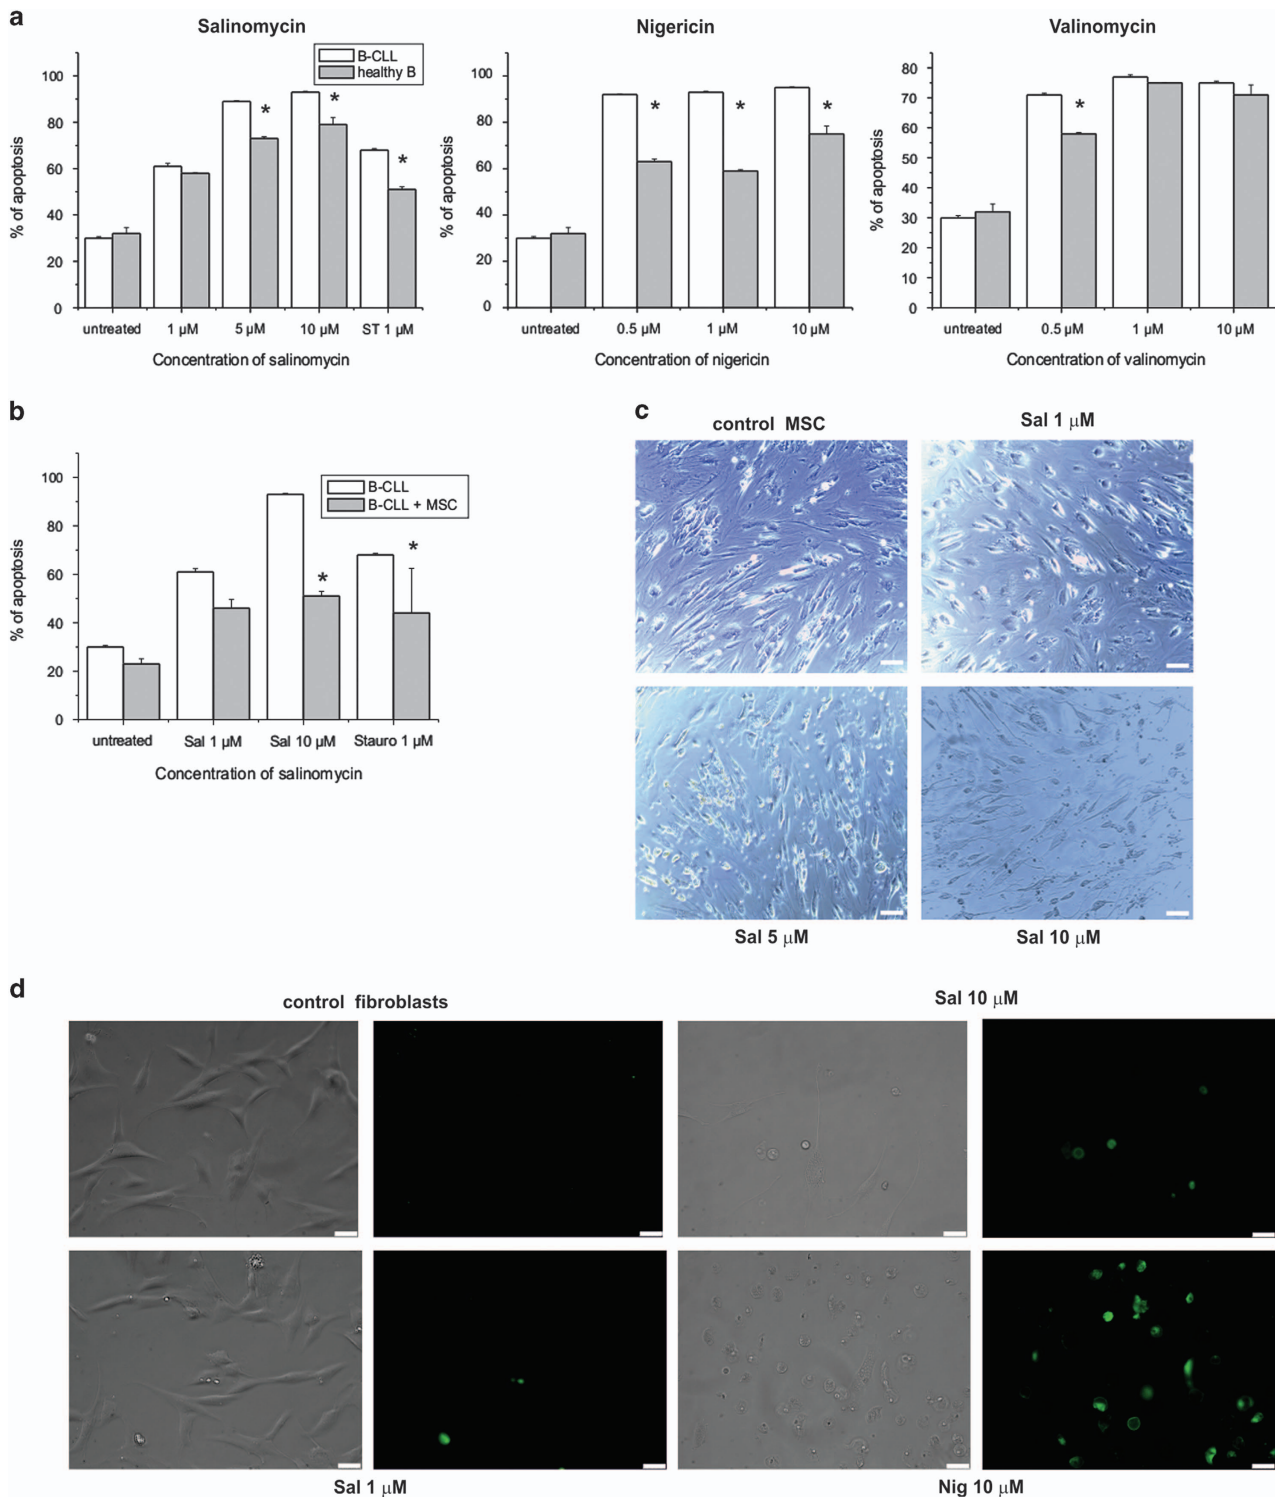 a
Salinomycin
B-CLL
healthy B
100
80
60
40
20
0
% of apoptosis
*
*
*
untreated
1 µM
5 µM
10 µM
ST 1 µM
Concentration of salinomycin
Nigericin
100
80
60
40
20
0
% of apoptosis
*
*
*
untreated
0.5 µM
1 µM
10 µM
Concentration of nigericin
Valinomycin
80
70
60
50
40
30
20
10
0
% of apoptosis
*
untreated
0.5 µM
1 µM
10 µM
Concentration of valinomycin
b
B-CLL
B-CLL + MSC
100
80
60
40
20
0
% of apoptosis
*
*
untreated
Sal 1 µM
Sal 10 µM
Stauro 1 µM
Concentration of salinomycin
c
control MSC
Sal 1 µM
Sal 5 µM
Sal 10 µM
d
control fibroblasts
Sal 10 µM
Sal 1 µM
Nig 10 µM